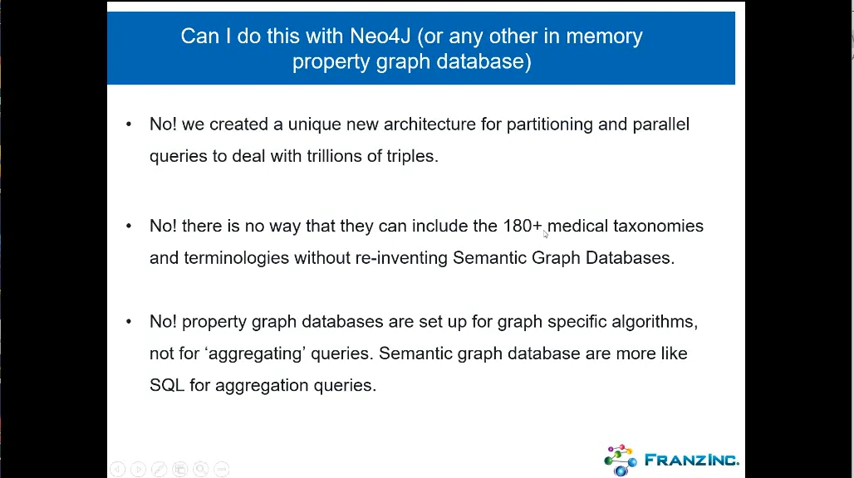 Can I do this with Neo4J (or any other in memory
property graph database)
• No! we created a unique new architecture for partitioning and parallel
queries to deal with trillions of triples.
• No! there is no way that they can include the 180+ medical taxonomies
and terminologies without re-inventing Semantic Graph Databases.
• No! property graph databases are set up for graph specific algorithms,
not for ‘aggregating’ queries. Semantic graph database are more like
SQL for aggregation queries.
FRANZ INC.